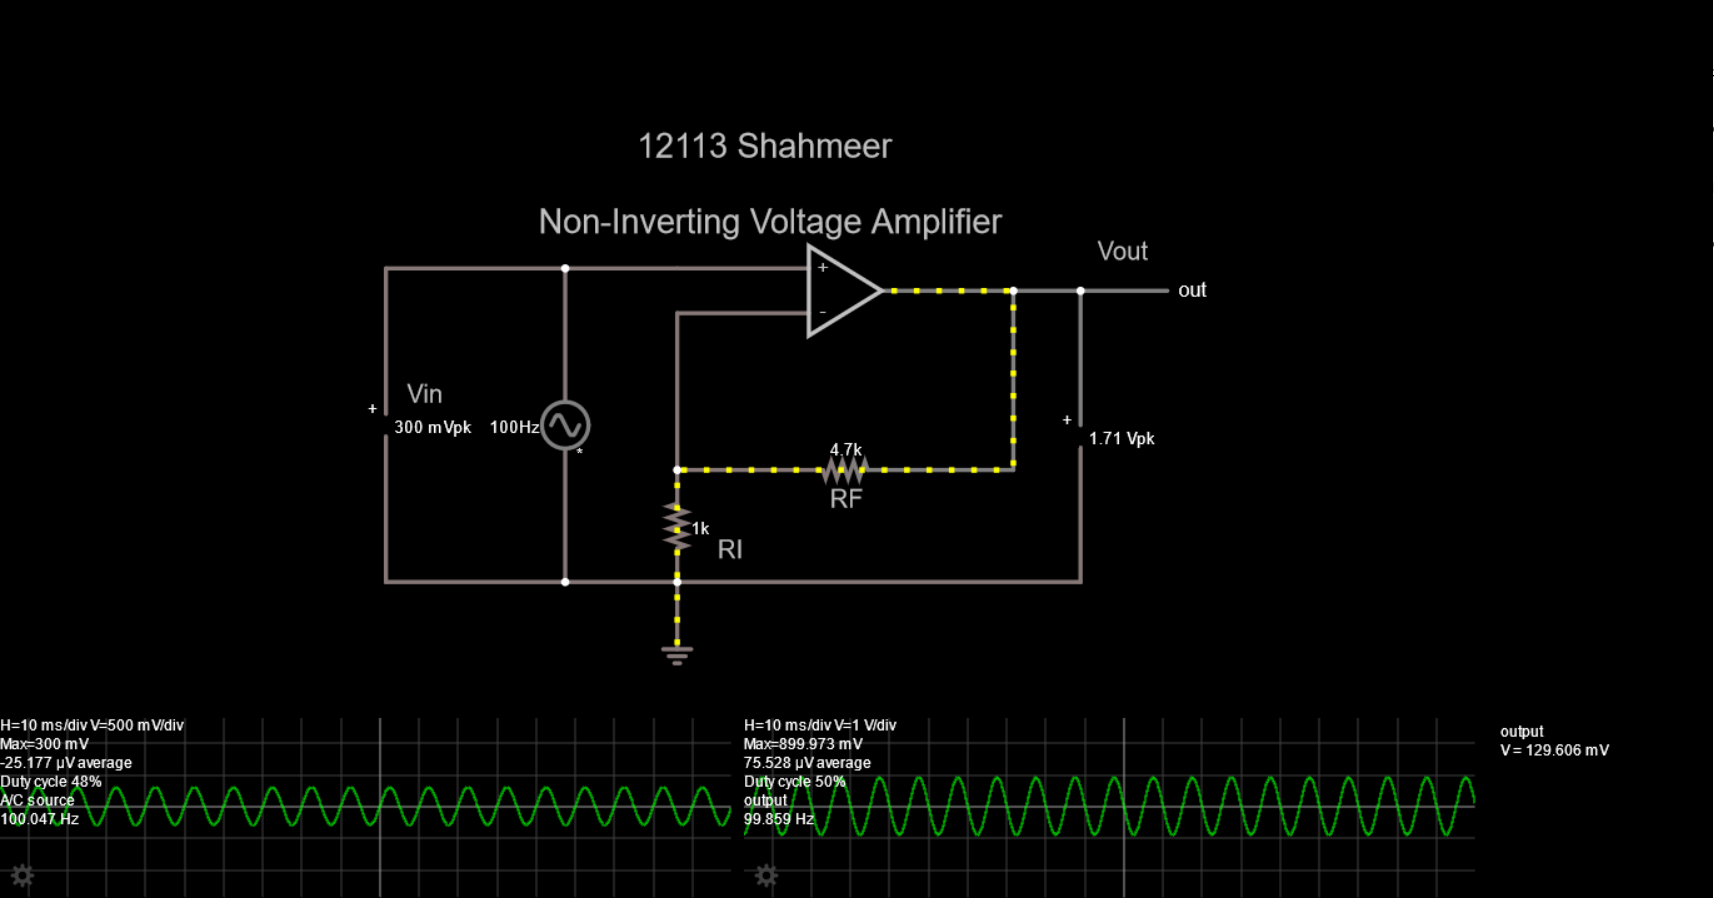 12113 Shahmeer
Non-Inverting Voltage Amplifier
+
-
Vout
out
Vin
+
300 mVpk
100Hz
*
+
1.71 Vpk
4.7k
RF
1k
RI
H=10 ms/div V=500 mV/div
Max=300 mV
-25.177 µV average
Duty cycle 48%
A/C source
100.047 Hz
H=10 ms/div V=1 V/div
Max=899.973 mV
75.528 µV average
Duty cycle 50%
output
99.859 Hz
output
V = 129.606 mV